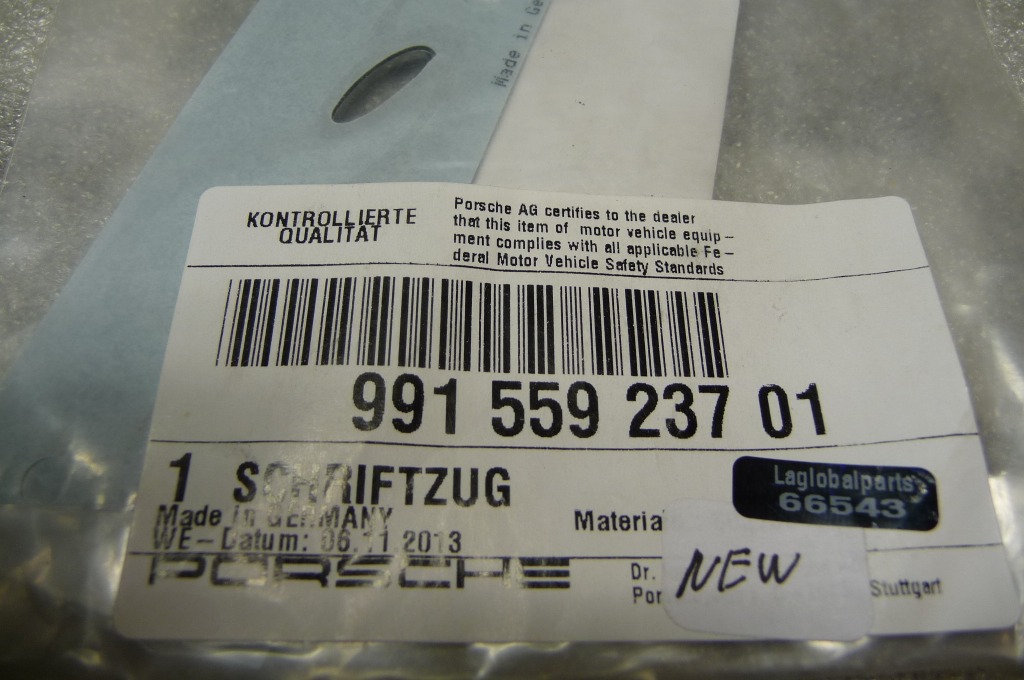 Made in Ge
KONTROLLIERTE
QUALITÄT
Porsche AG certifies to the dealer
that this item of motor vehicle equip-
ment complies with all applicable Fe-
deral Motor Vehicle Safety Standards
991 559 237 01
1 SCHRIFTZUG
Made in GERMANY
WE-Datum: 06.11 2013
Materia
Laglobalparts
66543
PORSCHE
Dr.
Por
NEW
Stuttgart